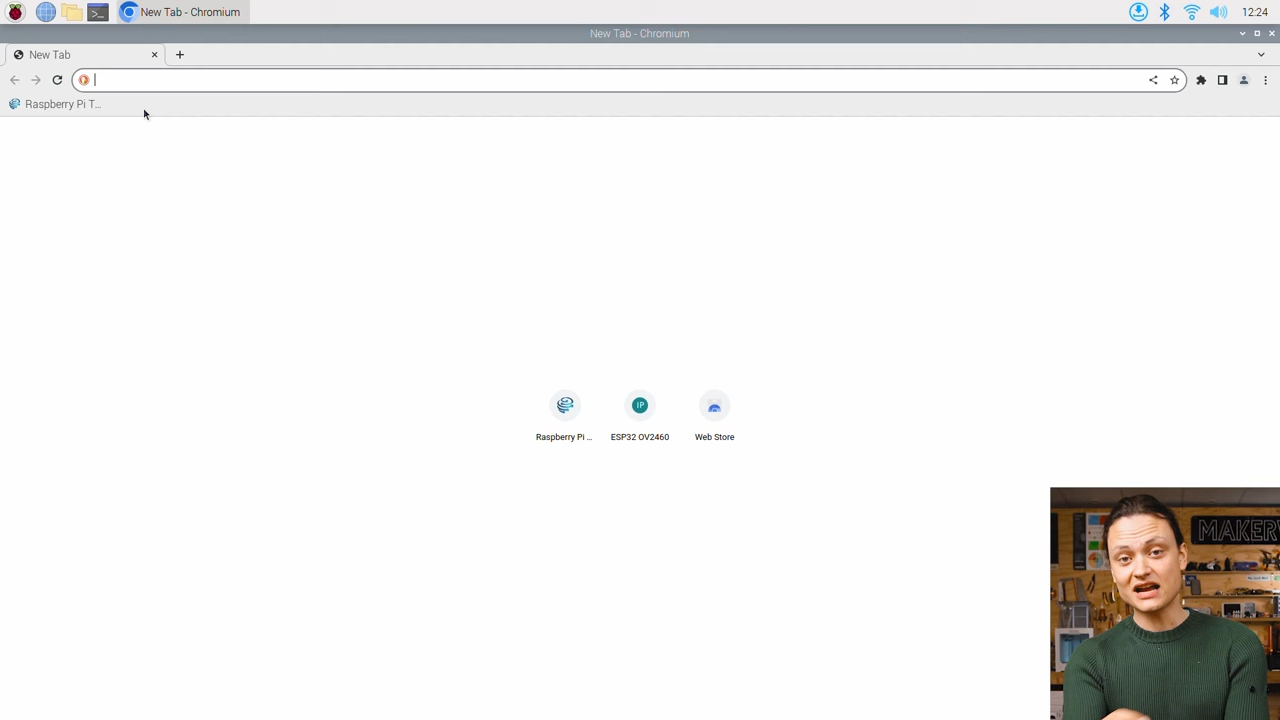 New Tab - Chromium
12:24
New Tab - Chromium
New Tab
Raspberry Pi T...
IP
Raspberry Pi ...
ESP32 OV2460
Web Store
MAKER